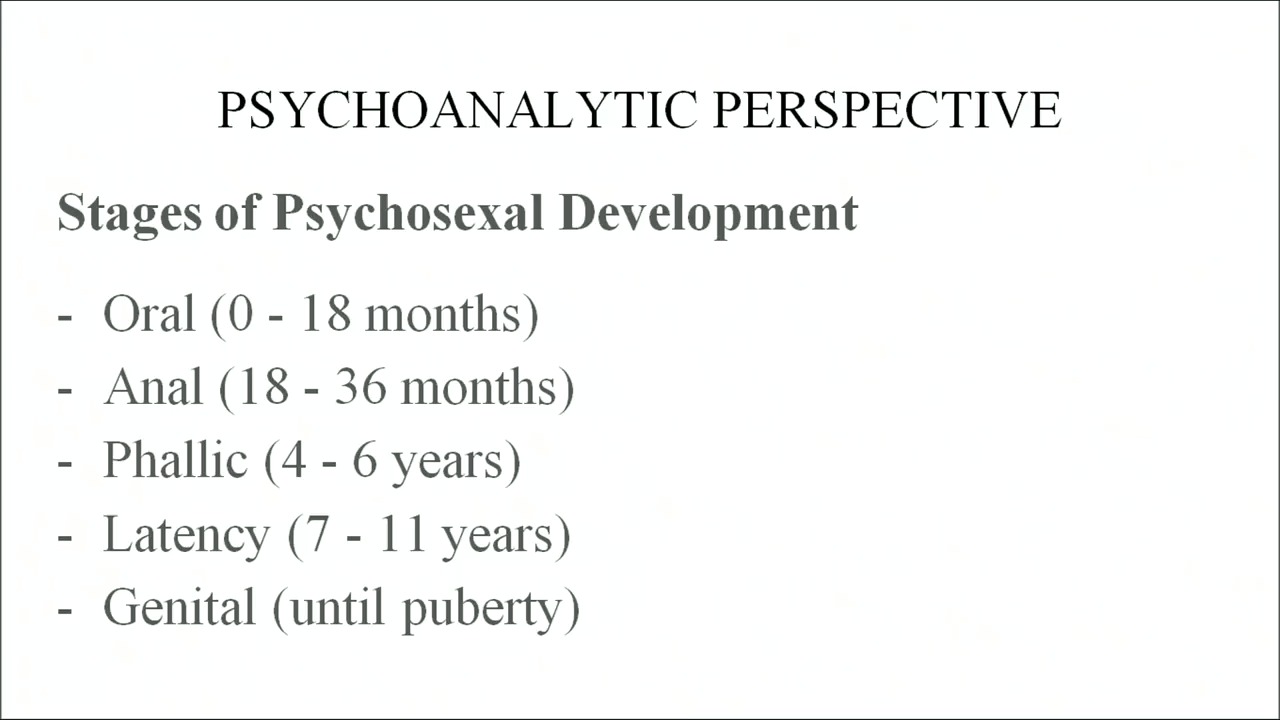 PSYCHOANALYTIC PERSPECTIVE
Stages of Psychosexal Development
- Oral (0 - 18 months)
- Anal (18 - 36 months)
- Phallic (4 - 6 years)
- Latency (7 - 11 years)
- Genital (until puberty)